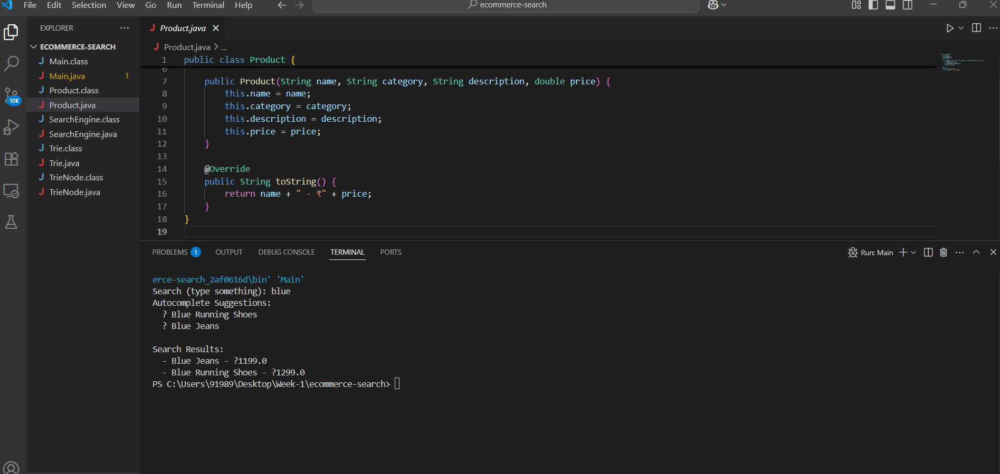 File Edit Selection View Go Run Terminal Help
ecommerce-search
EXPLORER
ECOMMERCE-SEARCH
Main.class
Main.java 1
Product.class
Product.java
SearchEngine.class
SearchEngine.java
Trie.class
Trie.java
TrieNode.class
TrieNode.java
10K
Product.java
Product.java > ...
1 public class Product {
6
7 public Product(String name, String category, String description, double price) {
8 this.name = name;
9 this.category = category;
10 this.description = description;
11 this.price = price;
12 }
13
14 @Override
15 public String toString() {
16 return name + " - ₹" + price;
17 }
18 }
19
PROBLEMS 1 OUTPUT DEBUG CONSOLE TERMINAL PORTS
Run: Main
erce-search_2af0616d\bin' 'Main'
Search (type something): blue
Autocomplete Suggestions:
? Blue Running Shoes
? Blue Jeans
Search Results:
- Blue Jeans - ?1199.0
- Blue Running Shoes - ?1299.0
PS C:\Users\91989\Desktop\Week-1\ecommerce-search>